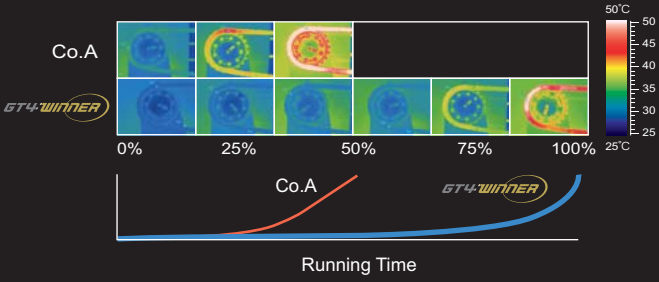 50°C
50
45
Co.A
40
35
GT4·WINNER
30
25
0% 25% 50% 75% 100% 25°C
Co.A GT4·WINNER
Running Time